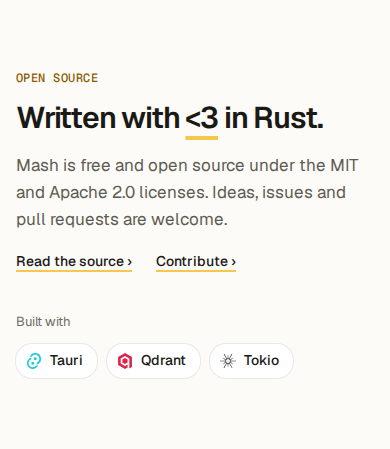 OPEN SOURCE
Written with <3 in Rust.
Mash is free and open source under the MIT
and Apache 2.0 licenses. Ideas, issues and
pull requests are welcome.
Read the source › Contribute ›
Built with
Tauri Qdrant Tokio